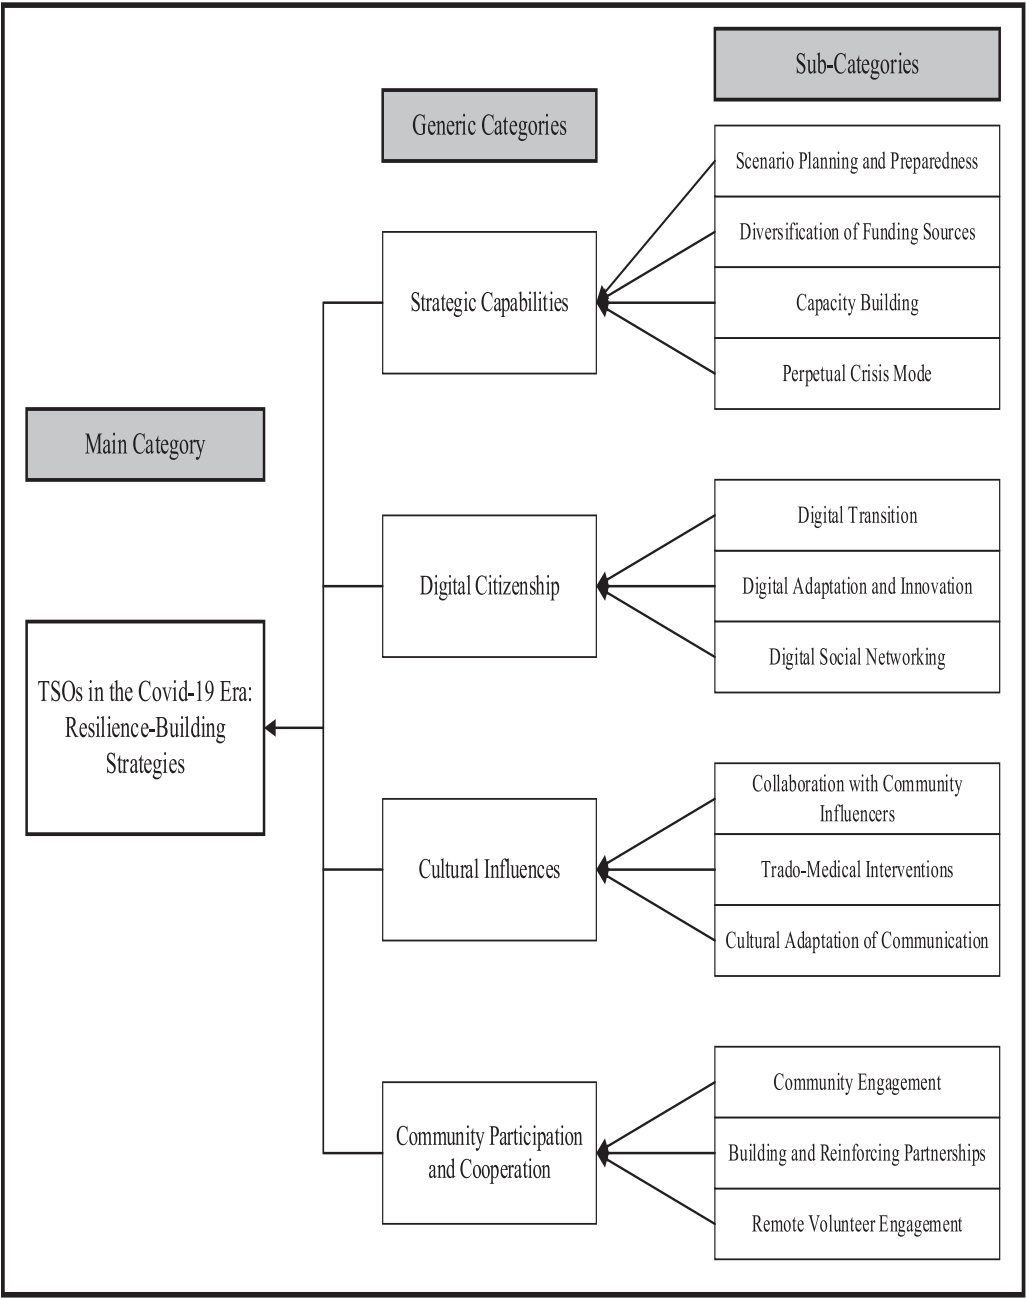 Sub-Categories
Generic Categories
Main Category
Scenario Planning and Preparedness
Diversification of Funding Sources
Capacity Building
Perpetual Crisis Mode
Strategic Capabilities
Digital Transition
Digital Adaptation and Innovation
Digital Social Networking
Digital Citizenship
TSOs in the Covid-19 Era:
Resilience-Building
Strategies
Collaboration with Community
Influencers
Trado-Medical Interventions
Cultural Adaptation of Communication
Cultural Influences
Community Engagement
Building and Reinforcing Partnerships
Remote Volunteer Engagement
Community Participation
and Cooperation